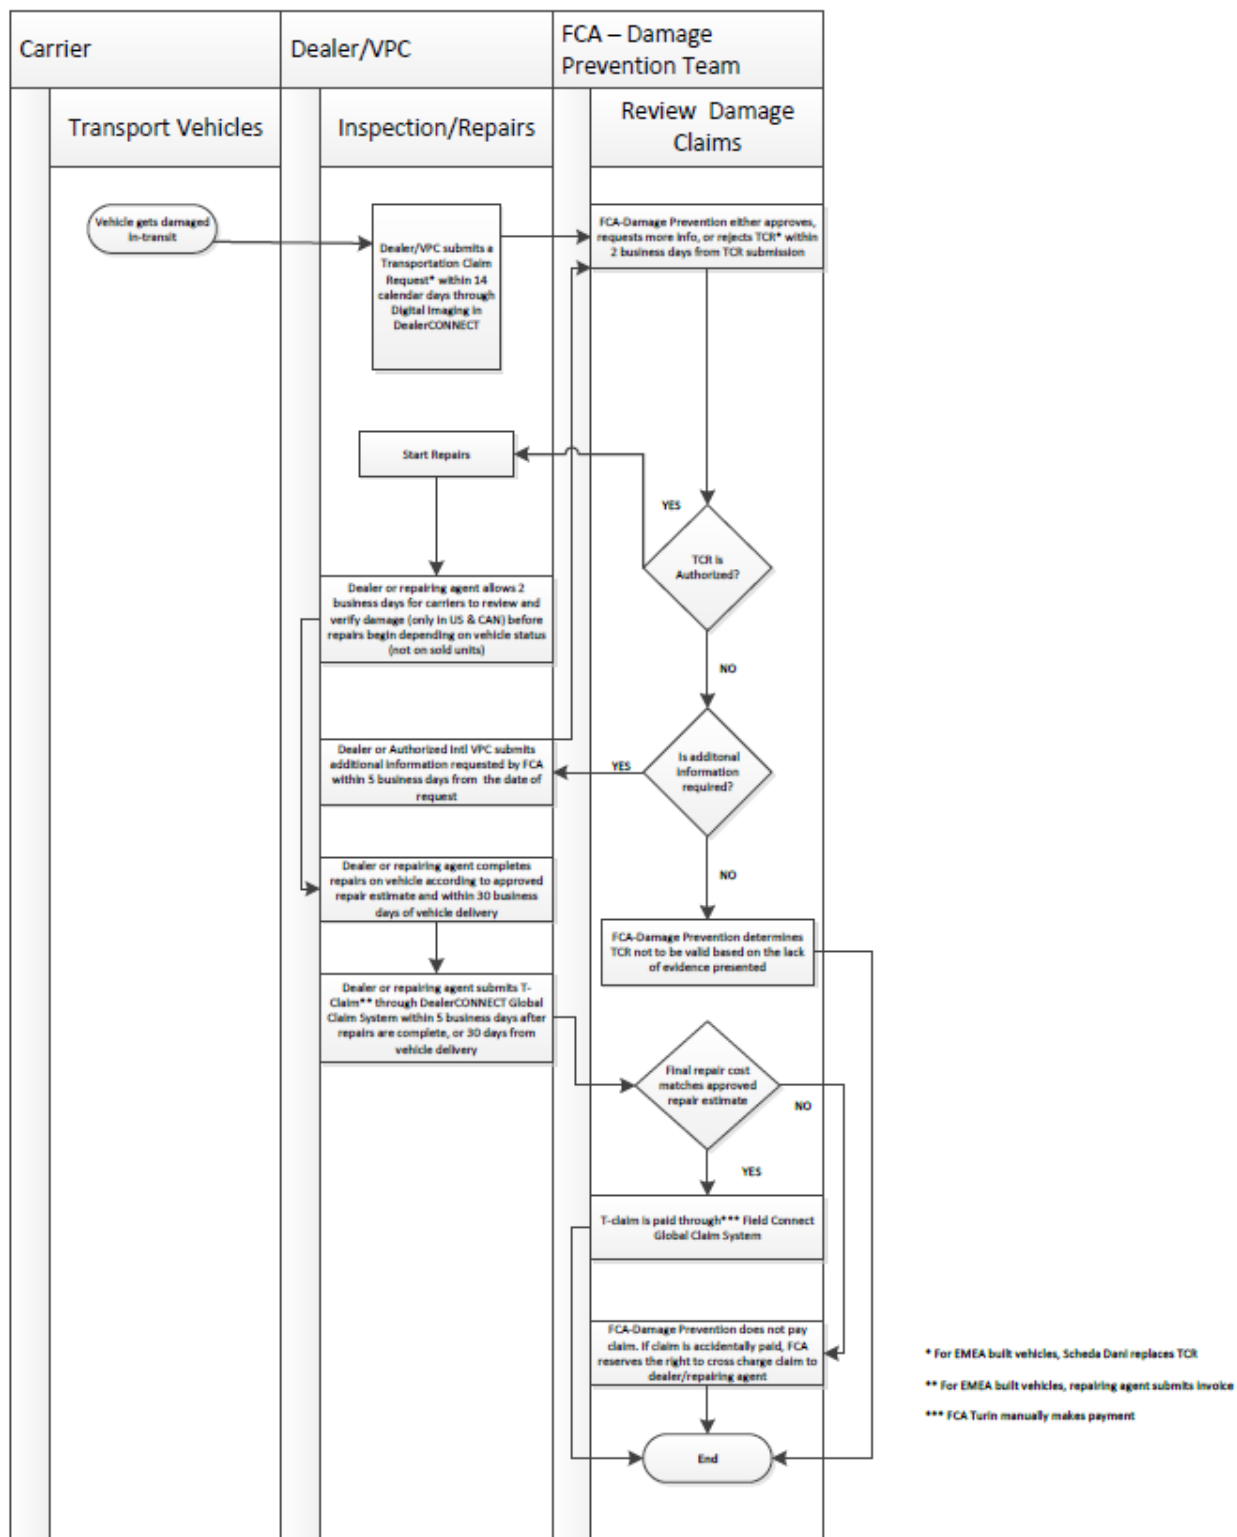 Carrier
Dealer/VPC
FCA – Damage
Prevention Team
Transport Vehicles
Inspection/Repairs
Review Damage
Claims
Vehicle gets damaged
in-transit
Dealer/VPC submits a
Transportation Claim
Request* within 14
calendar days through
Digital Imaging in
DealerCONNECT
FCA-Damage Prevention either approves,
requests more info, or rejects TCR* within
2 business days from TCR submission
Start Repairs
YES
TCR is
Authorized?
NO
Dealer or repairing agent allows 2
business days for carriers to review and
verify damage (only in US & CAN) before
repairs begin depending on vehicle status
(not on sold units)
Dealer or Authorized Intl VPC submits
additional information requested by FCA
within 5 business days from the date of
request
YES
Is additonal
information
required?
NO
Dealer or repairing agent completes
repairs on vehicle according to approved
repair estimate and within 30 business
days of vehicle delivery
FCA-Damage Prevention determines
TCR not to be valid based on the lack
of evidence presented
Dealer or repairing agent submits T-
Claim** through DealerCONNECT Global
Claim System within 5 business days after
repairs are complete, or 30 days from
vehicle delivery
Final repair cost
matches approved
repair estimate
NO
YES
T-claim is paid through*** Field Connect
Global Claim System
FCA-Damage Prevention does not pay
claim. If claim is accidentally paid, FCA
reserves the right to cross charge claim to
dealer/repairing agent
End
* For EMEA built vehicles, Scheda Dani replaces TCR
** For EMEA built vehicles, repairing agent submits invoice
*** FCA Turin manually makes payment